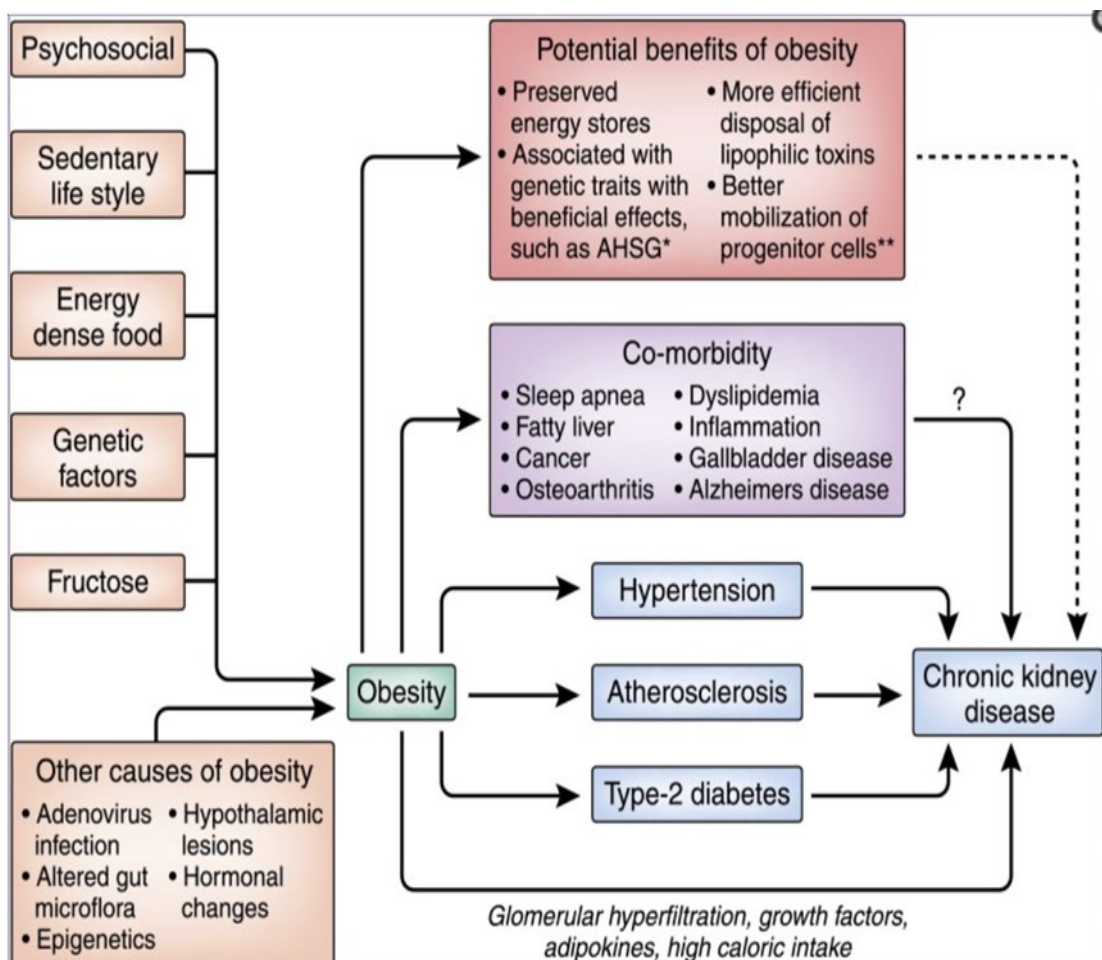 Psychosocial
Sedentary
life style
Energy
dense food
Genetic
factors
Fructose
Other causes of obesity
• Adenovirus
infection
• Altered gut
microflora
• Epigenetics
• Hypothalamic
lesions
• Hormonal
changes
Obesity
Potential benefits of obesity
• Preserved
energy stores
• Associated with
genetic traits with
beneficial effects,
such as AHSG*
• More efficient
disposal of
lipophilic toxins
• Better
mobilization of
progenitor cells**
Co-morbidity
• Sleep apnea
• Fatty liver
• Cancer
• Osteoarthritis
• Dyslipidemia
• Inflammation
• Gallbladder disease
• Alzheimers disease
?
Hypertension
Atherosclerosis
Type-2 diabetes
Chronic kidney
disease
Glomerular hyperfiltration, growth factors,
adipokines, high caloric intake